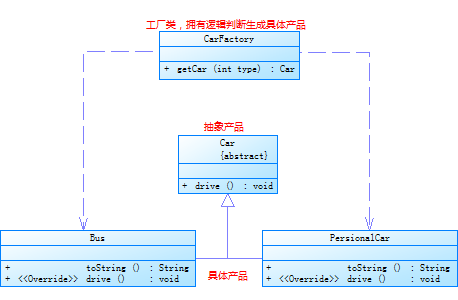 工厂类，拥有逻辑判断生成具体产品
CarFactory
+ getCar (int type) : Car
抽象产品
Car
{abstract}
+ drive () : void
Bus
+ toString () : String
+ <<Override>> drive () : void
具体产品
PersionalCar
+ toString () : String
+ <<Override>> drive () : void